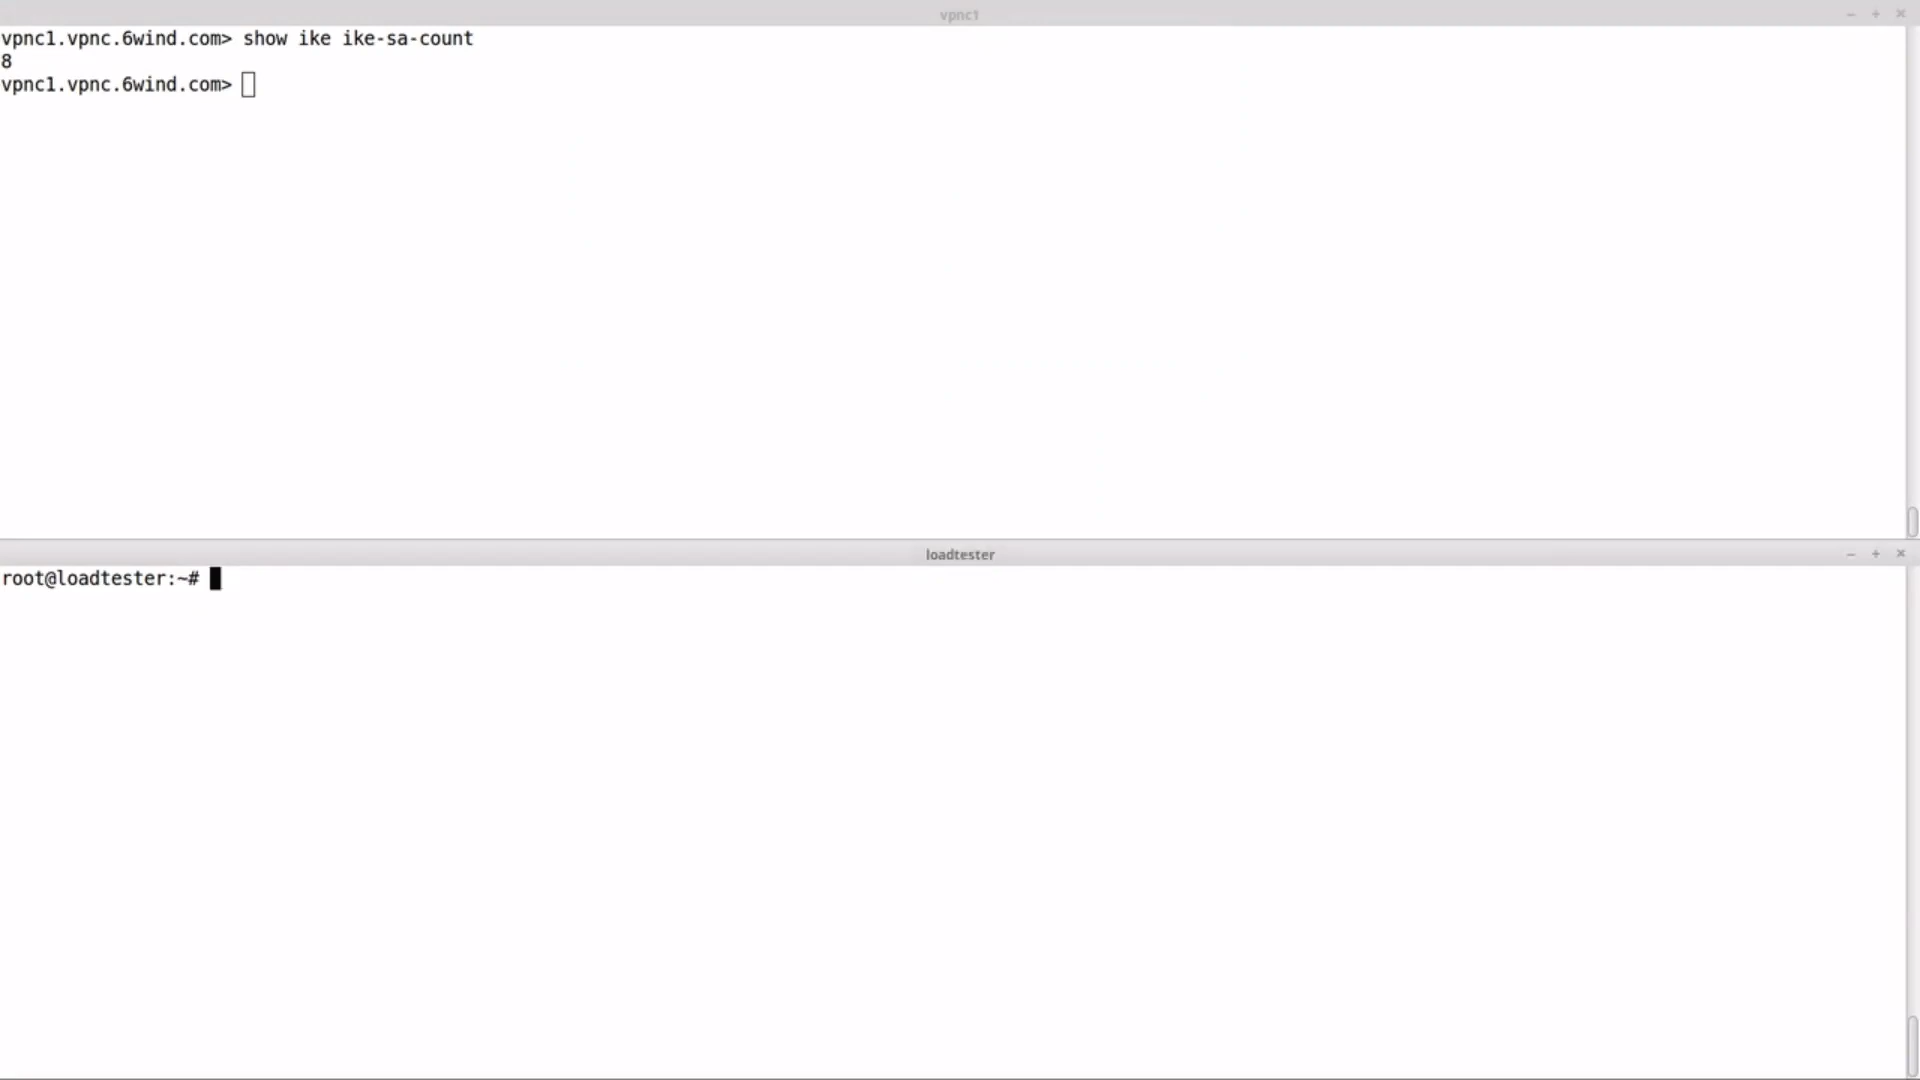 vpnc1
vpnc1.vpnc.6wind.com> show ike ike-sa-count
8
vpnc1.vpnc.6wind.com>
loadtester
root@loadtester:~#